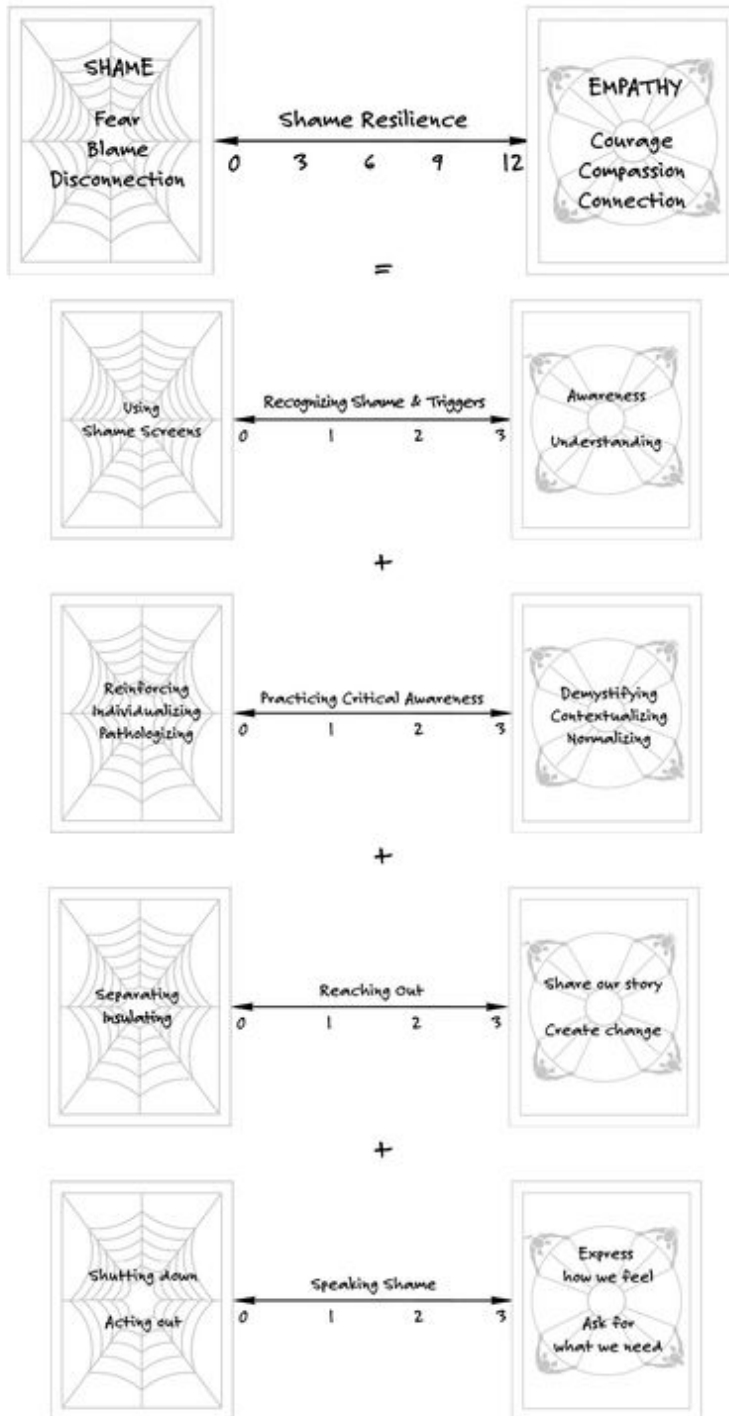 SHAME
Fear
Blame
Disconnection
Shame Resilience
0 3 6 9 12
EMPATHY
Courage
Compassion
Connection
=
Using
Shame Screens
Recognizing Shame & Triggers
0 1 2 3
Awareness
Understanding
+
Reinforcing
Individualizing
Pathologizing
Practicing Critical Awareness
0 1 2 3
Demystifying
Contextualizing
Normalizing
+
Separating
Insulating
Reaching Out
0 1 2 3
Share our story
Create change
+
Shutting down
Acting out
Speaking Shame
0 1 2 3
Express
how we feel
Ask for
what we need